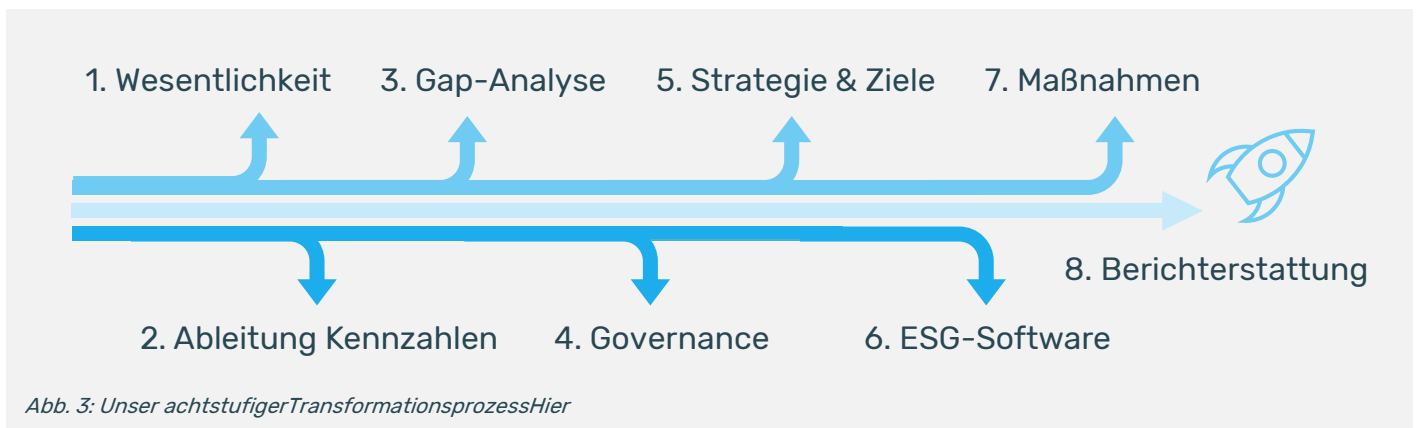 1. Wesentlichkeit
3. Gap-Analyse
5. Strategie & Ziele
7. Maßnahmen
8. Berichterstattung
2. Ableitung Kennzahlen
4. Governance
6. ESG-Software
Abb. 3: Unser achtstufigerTransformationsprozessHier